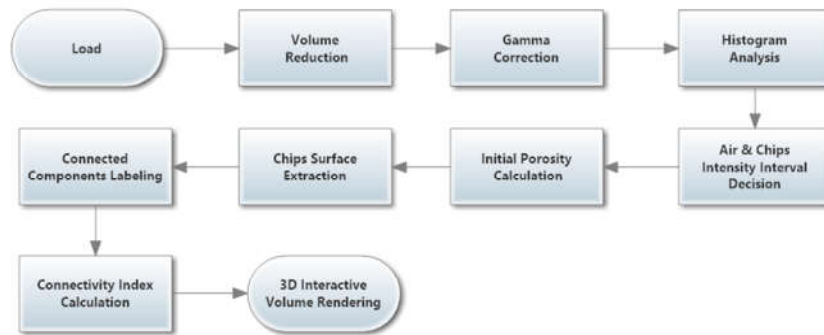 Load
Volume
Reduction
Gamma
Correction
Histogram
Analysis
Air & Chips
Intensity Interval
Decision
Initial Porosity
Calculation
Chips Surface
Extraction
Connected
Components Labeling
Connectivity Index
Calculation
3D Interactive
Volume Rendering